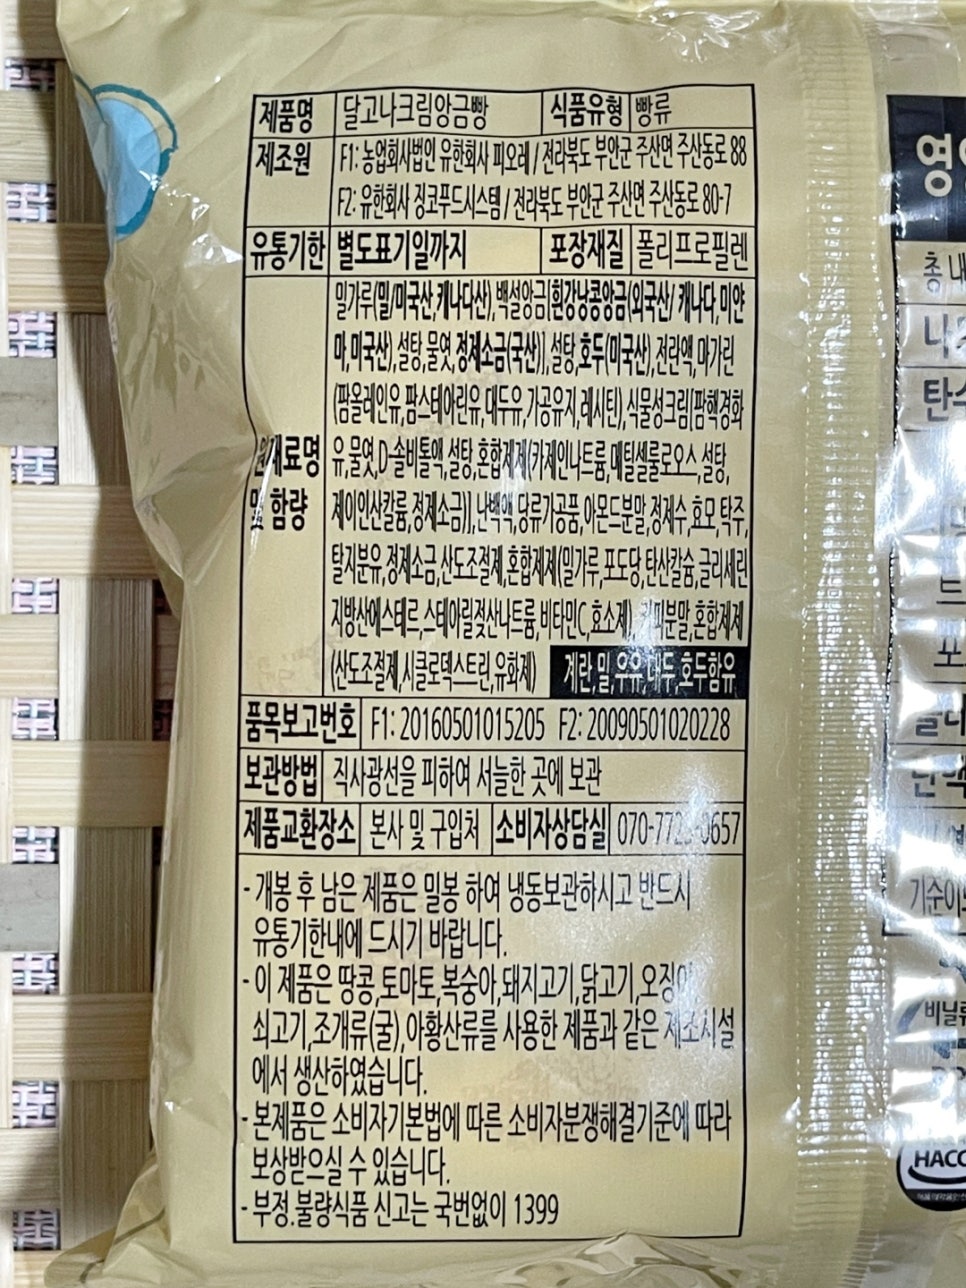 제품명 달고나크림앙금빵 식품유형 빵류
제조원 F1: 농업회사법인 유한회사 피오레 / 전라북도 부안군 주산면 주산동로 88
F2: 유한회사 징코푸드시스템 / 전라북도 부안군 주산면 주산동로 80-7
유통기한 별도표기일까지 포장재질 폴리프로필렌
원재료명 및 함량
밀가루(밀/미국산,캐나다산),백설앙금[흰강낭콩앙금(외국산/ 캐나다,미얀
마,미국산),설탕,물엿,정제소금(국산)],설탕,호두(미국산),전란액,마가린
(팜올레인유,팜스테아린유,대두유,가공유지,레시틴),식물성크림[팜핵경화
유,물엿,D-솔비톨액,설탕,혼합제제(카제인나트륨,메틸셀룰로오스,설탕,
제이인산칼륨,정제소금)],난백액,당류가공품,아몬드분말,정제수,효모,탁주,
탈지분유,정제소금,산도조절제,혼합제제(밀가루,포도당,탄산칼슘,글리세린
지방산에스테르,스테아릴젖산나트륨,비타민C,효소제),분말,혼합제제
(산도조절제,시클로덱스트린,유화제) 계란,밀,우유,대두,호두함유
품목보고번호 F1: 20160501015205 F2: 20090501020228
보관방법 직사광선을 피하여 서늘한 곳에 보관
제품교환장소 본사 및 구입처 소비자상담실
- 개봉 후 남은 제품은 밀봉 하여 냉동보관하시고 반드시
유통기한내에 드시기 바랍니다.
- 이 제품은 땅콩,토마토,복숭아,돼지고기,닭고기,오징어
쇠고기,조개류(굴),아황산류를 사용한 제품과 같은 제조시설
에서 생산하였습니다.
- 본제품은 소비자기본법에 따른 소비자분쟁해결기준에 따라
보상받으실 수 있습니다.
- 부정.불량식품 신고는 국번없이 1399